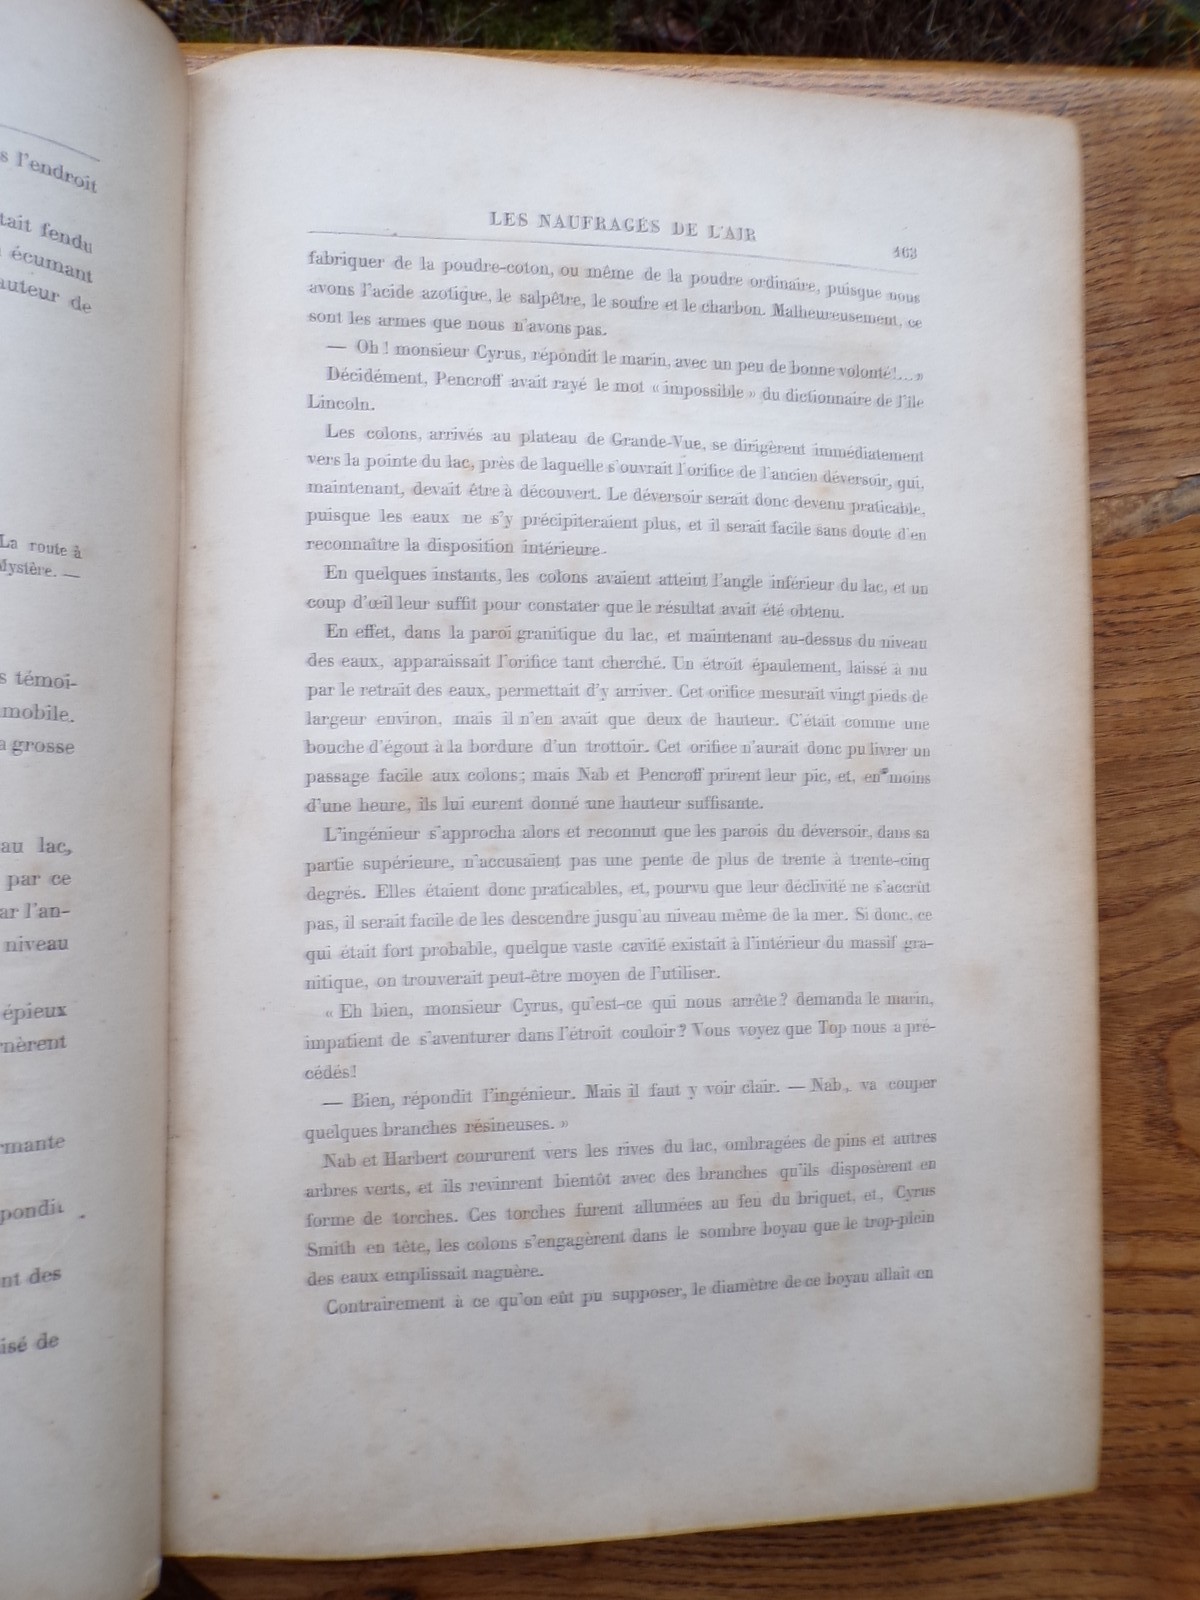 s l'endroit
tait fendu
écumant
auteur de
La route à
Mystère. —
s témoi-
mobile.
a grosse
au lac,
par ce
ar l'an-
niveau
épieux
nèrent
rmante
pondit
nt des
isé de
LES NAUFRAGÉS DE L'AIR
163
fabriquer de la poudre-coton, ou même de la poudre ordinaire, puisque nous
avons l'acide azotique, le salpêtre, le soufre et le charbon. Malheureusement, ce
sont les armes que nous n'avons pas.
— Oh ! monsieur Cyrus, répondit le marin, avec un peu de bonne volonté !... »
Décidément, Pencroff avait rayé le mot « impossible » du dictionnaire de l'île
Lincoln.
Les colons, arrivés au plateau de Grande-Vue, se dirigèrent immédiatement
vers la pointe du lac, près de laquelle s'ouvrait l'orifice de l'ancien déversoir, qui,
maintenant, devait être à découvert. Le déversoir serait donc devenu praticable,
puisque les eaux ne s'y précipiteraient plus, et il serait facile sans doute d'en
reconnaître la disposition intérieure.
En quelques instants, les colons avaient atteint l'angle inférieur du lac, et un
coup d'œil leur suffit pour constater que le résultat avait été obtenu.
En effet, dans la paroi granitique du lac, et maintenant au-dessus du niveau
des eaux, apparaissait l'orifice tant cherché. Un étroit épaulement, laissé à nu
par le retrait des eaux, permettait d'y arriver. Cet orifice mesurait vingt pieds de
largeur environ, mais il n'en avait que deux de hauteur. C'était comme une
bouche d'égout à la bordure d'un trottoir. Cet orifice n'aurait donc pu livrer un
passage facile aux colons ; mais Nab et Pencroff prirent leur pic, et, en moins
d'une heure, ils lui eurent donné une hauteur suffisante.
L'ingénieur s'approcha alors et reconnut que les parois du déversoir, dans sa
partie supérieure, n'accusaient pas une pente de plus de trente à trente-cinq
degrés. Elles étaient donc praticables, et, pourvu que leur déclivité ne s'accrût
pas, il serait facile de les descendre jusqu'au niveau même de la mer. Si donc, ce
qui était fort probable, quelque vaste cavité existait à l'intérieur du massif gra-
nitique, on trouverait peut-être moyen de l'utiliser.
« Eh bien, monsieur Cyrus, qu'est-ce qui nous arrête ? demanda le marin,
impatient de s'aventurer dans l'étroit couloir ? Vous voyez que Top nous a pré-
cédés !
— Bien, répondit l'ingénieur. Mais il faut y voir clair. — Nab, va couper
quelques branches résineuses. »
Nab et Harbert coururent vers les rives du lac, ombragées de pins et autres
arbres verts, et ils revinrent bientôt avec des branches qu'ils disposèrent en
forme de torches. Ces torches furent allumées au feu du briquet, et, Cyrus
Smith en tête, les colons s'engagèrent dans le sombre boyau que le trop-plein
des eaux emplissait naguère.
Contrairement à ce qu'on eût pu supposer, le diamètre de ce boyau allait en